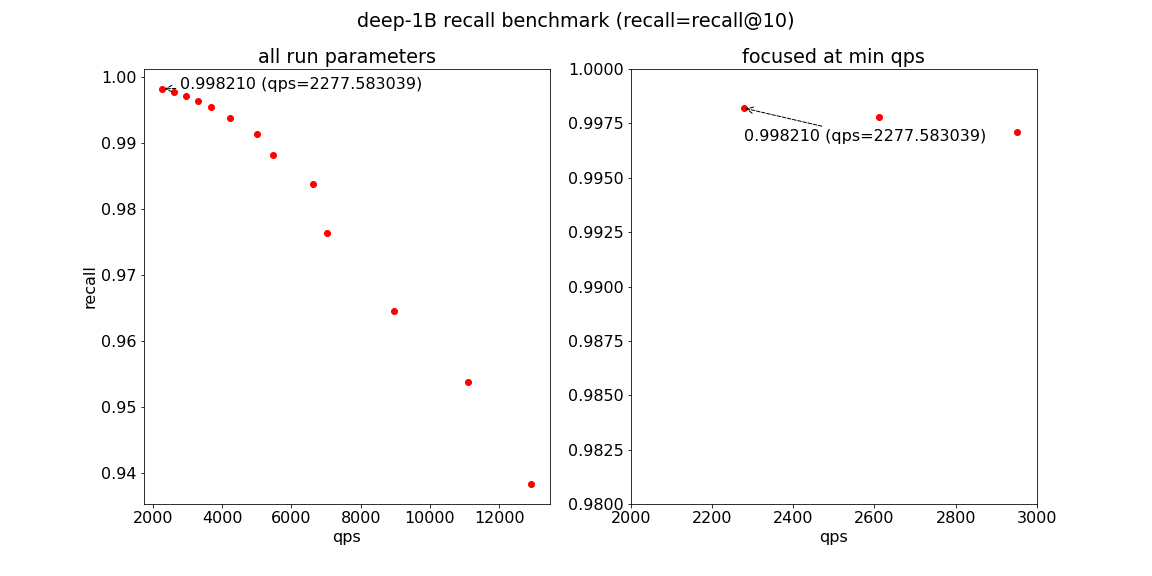 deep-1B recall benchmark (recall=recall@10)
all run parameters
1.00
0.99
0.98
0.97
0.96
0.95
0.94
recall
0.998210 (qps=2277.583039)
2000 4000 6000 8000 10000 12000
qps
focused at min qps
1.0000
0.9975
0.9950
0.9925
0.9900
0.9875
0.9850
0.9825
0.9800
0.998210 (qps=2277.583039)
2000 2200 2400 2600 2800 3000
qps